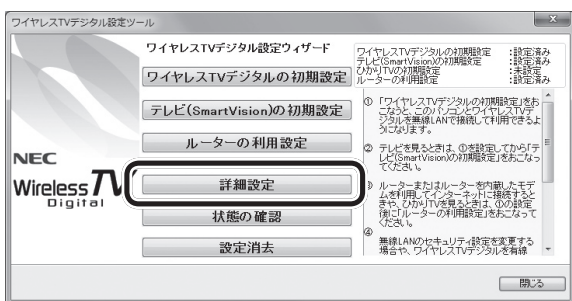 ワイヤレスTVデジタル設定ツール
ワイヤレスTVデジタル設定ウィザード
ワイヤレスTVデジタルの初期設定
テレビ(SmartVision)の初期設定
ルーターの利用設定
詳細設定
状態の確認
設定消去
NEC
Wireless TV
Digital
ワイヤレスTVデジタルの初期設定 :設定済み
テレビ(SmartVision)の初期設定 :設定済み
ひかりTVの初期設定 :未設定
ルーターの利用設定 :設定済み
① 「ワイヤレスTVデジタルの初期設定」をお
こなうと、このパソコンとワイヤレスTVデ
ジタルを無線LANで接続して利用できるよ
うになります。
② テレビを見るときは、①を設定してから「テ
レビ(SmartVision)の初期設定」をおこなっ
てください。
③ ルーターまたはルーターを内蔵したモデ
ムを利用してインターネットに接続すると
きや、ひかりTVを見るときは、①の設定
後に「ルーターの利用設定」をおこなって
ください。
④
無線LANのセキュリティ設定を変更する
場合や、ワイヤレスTVデジタルを有線
閉じる